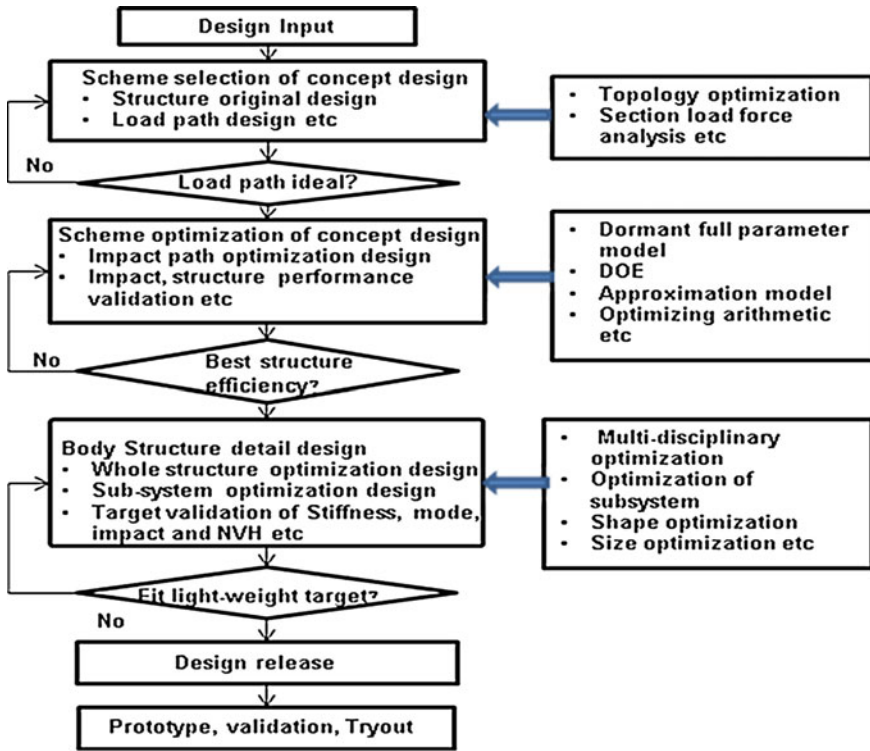 Design Input
Scheme selection of concept design
• Structure original design
• Load path design etc
• Topology optimization
• Section load force
analysis etc
No
Load path ideal?
Scheme optimization of concept design
• Impact path optimization design
• Impact, structure performance
validation etc
• Dormant full parameter
model
• DOE
• Approximation model
• Optimizing arithmetic etc
No
Best structure
efficiency?
Body Structure detail design
• Whole structure optimization design
• Sub-system optimization design
• Target validation of Stiffness, mode,
impact and NVH etc
• Multi-disciplinary
optimization
• Optimization of
subsystem
• Shape optimization
• Size optimization etc
Fit light-weight target?
No
Design release
Prototype, validation, Tryout